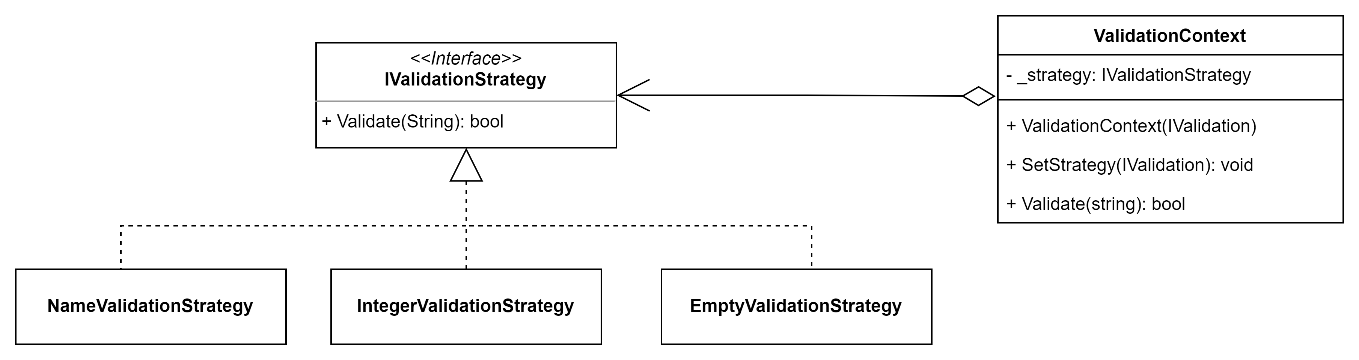 <<Interface>>
IValidationStrategy
+ Validate(String): bool
ValidationContext
- _strategy: IValidationStrategy
+ ValidationContext(IValidation)
+ SetStrategy(IValidation): void
+ Validate(string): bool
NameValidationStrategy
IntegerValidationStrategy
EmptyValidationStrategy